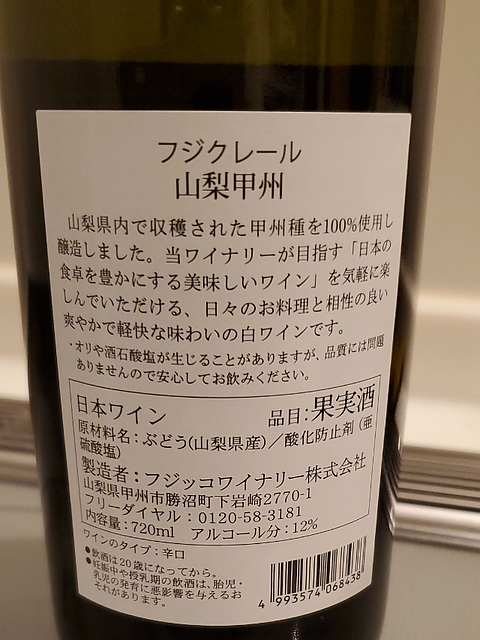 フジクレール
山梨甲州
山梨県内で収穫された甲州種を100%使用し
醸造しました。当ワイナリーが目指す「日本の
食卓を豊かにする美味しいワイン」を気軽に楽
しんでいただける、日々のお料理と相性の良い
爽やかで軽快な味わいの白ワインです。
・オリや酒石酸塩が生じることがありますが、品質には問題
ありませんので安心してお飲みください。
日本ワイン 品目:果実酒
原材料名:ぶどう(山梨県産)/酸化防止剤(亜
硫酸塩)
製造者:フジッコワイナリー株式会社
山梨県甲州市勝沼町下岩崎2770-1
フリーダイヤル:0120-58-3181
内容量:720ml アルコール分:12%
ワインのタイプ:辛口
●飲酒は20歳になってから。
●妊娠中や授乳期の飲酒は、胎児・
乳児の発育に悪影響を与えるお
それがあります。
4 993574 068438